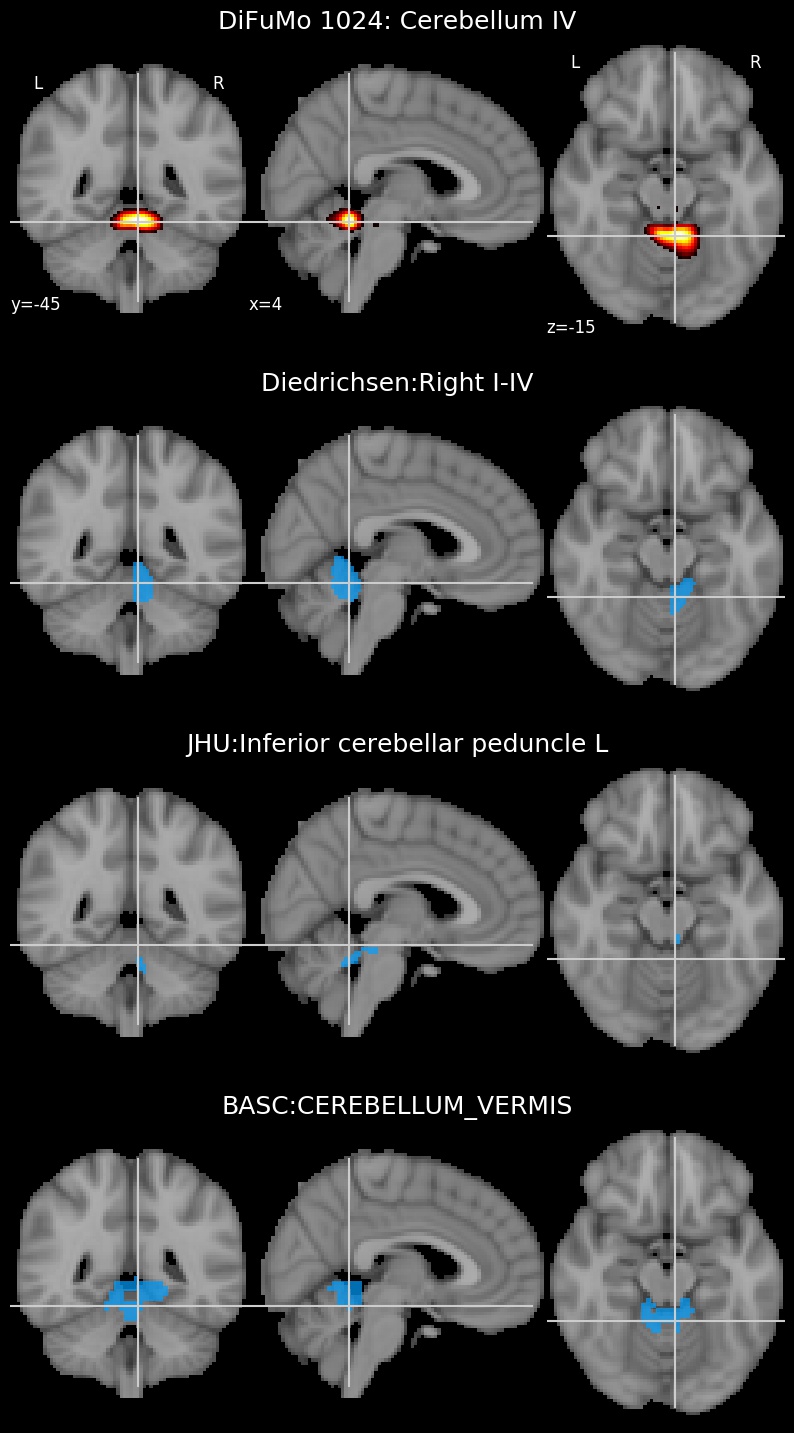 DiFuMo 1024: Cerebellum IV
L R L R
y=-45 x=4 z=-15
Diedrichsen:Right I-IV
JHU:Inferior cerebellar peduncle L
BASC:CEREBELLUM_VERMIS